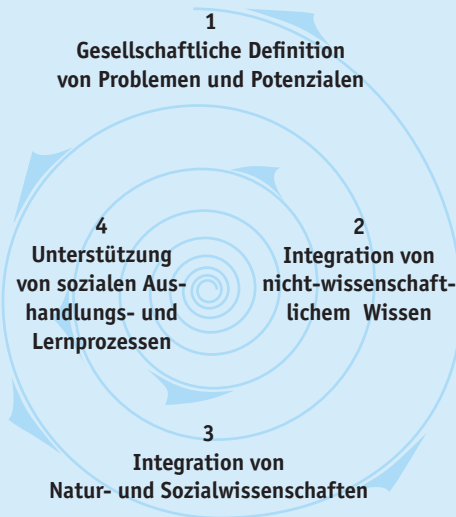 1
Gesellschaftliche Definition
von Problemen und Potenzialen
2
Integration von
nicht-wissenschaft-
lichem Wissen
3
Integration von
Natur- und Sozialwissenschaften
4
Unterstützung
von sozialen Aus-
handlungs- und
Lernprozessen